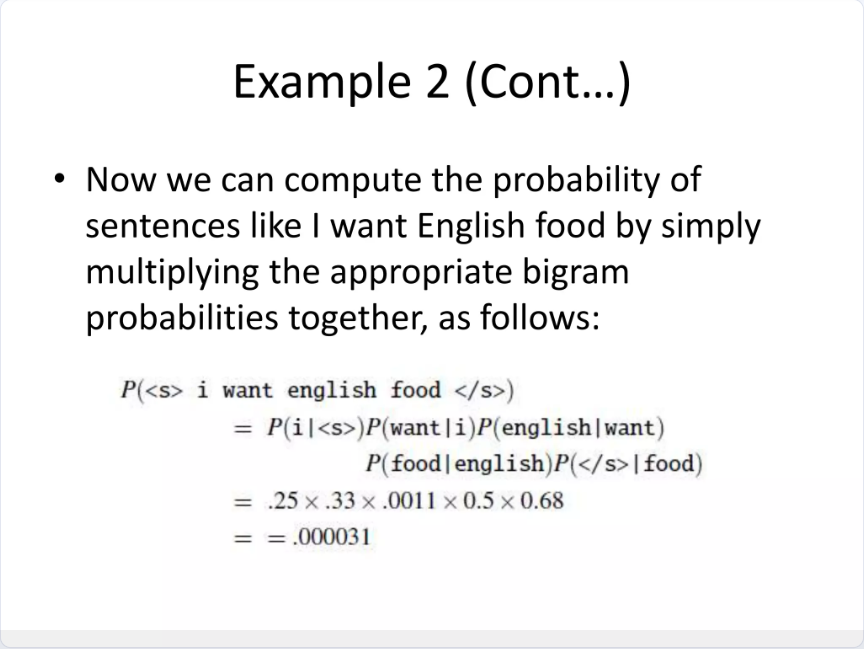 Example 2 (Cont…)
• Now we can compute the probability of
sentences like I want English food by simply
multiplying the appropriate bigram
probabilities together, as follows:
P(<s> i want english food </s>)
= P(i|<s>)P(want|i)P(english|want)
P(food|english)P(</s>|food)
= .25 × .33 × .0011 × 0.5 × 0.68
= = .000031